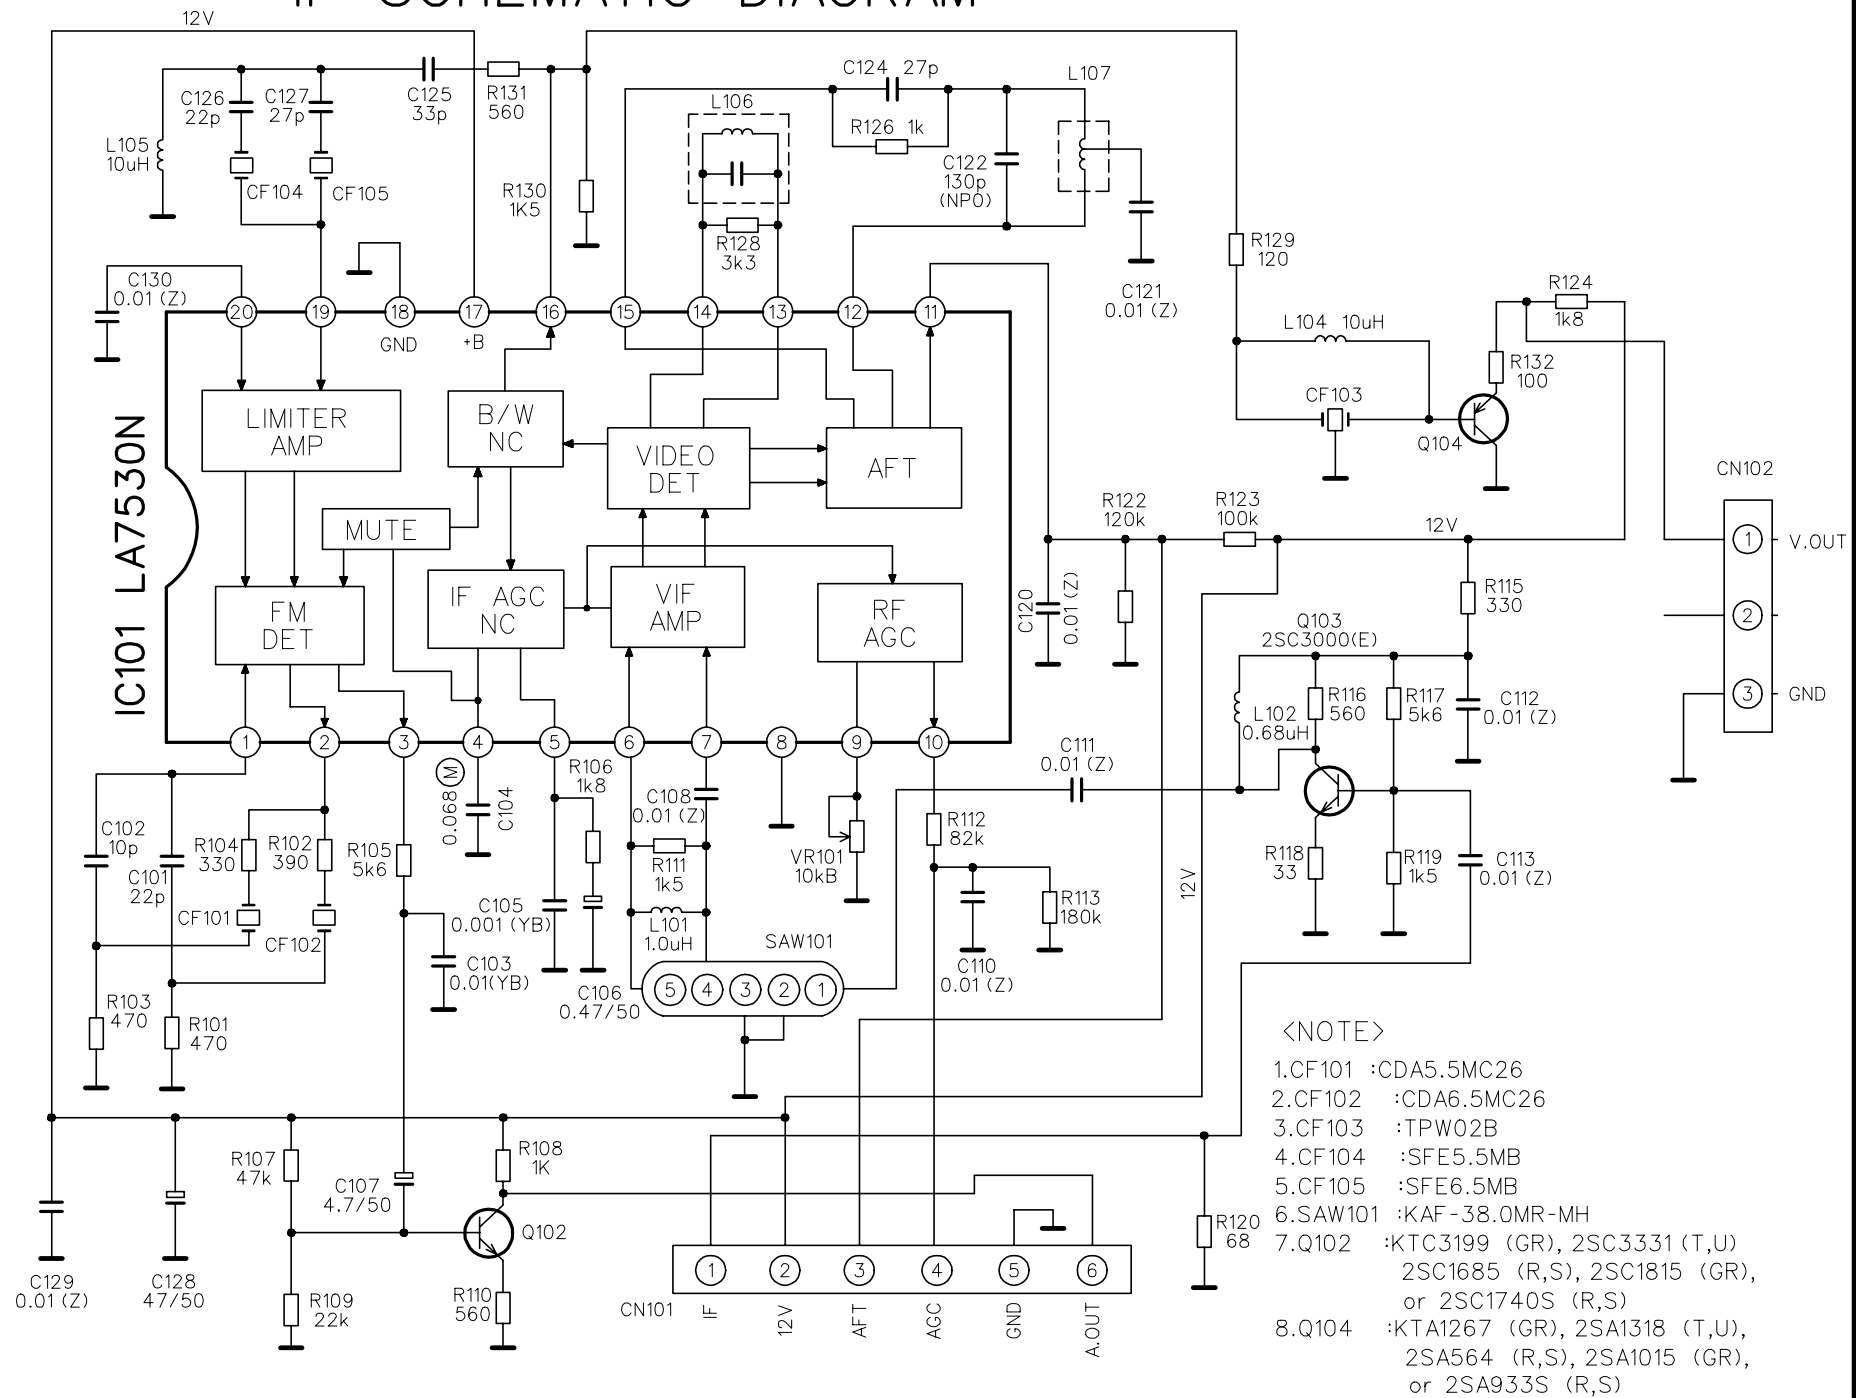 IF SCHEMATIC DIAGRAM
12V
C126
22p
C127
27p
C125
33p
R131
560
L105
10uH
CF104
CF105
R130
1K5
L106
R128
3k3
C124 27p
R126 1k
C122
130p
(NPO)
L107
C121
0.01 (Z)
R129
120
C130
0.01 (Z)
20
19
18
17
16
15
14
13
12
11
GND
+B
L104 10uH
CF103
R124
1k8
R132
100
Q104
CN102
1
V.OUT
2
3
GND
IC101 LA7530N
LIMITER
AMP
B/W
NC
VIDEO
DET
AFT
MUTE
FM
DET
IF AGC
NC
VIF
AMP
RF
AGC
R122
120k
R123
100k
12V
C120
0.01 (Z)
R115
330
Q103
2SC3000(E)
L102
0.68uH
R116
560
R117
5k6
C112
0.01 (Z)
1
2
3
4
5
6
7
8
9
10
C111
0.01 (Z)
M
0.068
C104
R106
1k8
C108
0.01 (Z)
C102
10p
C101
22p
R104
330
R102
390
R105
5k6
R111
1k5
VR101
10kB
R112
82k
R118
33
R119
1k5
C113
0.01 (Z)
12V
CF101
CF102
C105
0.001 (YB)
L101
1.0uH
R113
180k
SAW101
C103
0.01(YB)
C106
0.47/50
5
4
3
2
1
C110
0.01 (Z)
R103
470
R101
470
R107
47k
C107
4.7/50
R108
1K
Q102
C129
0.01 (Z)
C128
47/50
R109
22k
R110
560
CN101
1
2
3
4
5
6
IF
12V
AFT
AGC
GND
A.OUT
R120
68
<NOTE>
1.CF101 :CDA5.5MC26
2.CF102 :CDA6.5MC26
3.CF103 :TPW02B
4.CF104 :SFE5.5MB
5.CF105 :SFE6.5MB
6.SAW101 :KAF-38.0MR-MH
7.Q102 :KTC3199 (GR), 2SC3331 (T,U)
2SC1685 (R,S), 2SC1815 (GR),
or 2SC1740S (R,S)
8.Q104 :KTA1267 (GR), 2SA1318 (T,U),
2SA564 (R,S), 2SA1015 (GR),
or 2SA933S (R,S)